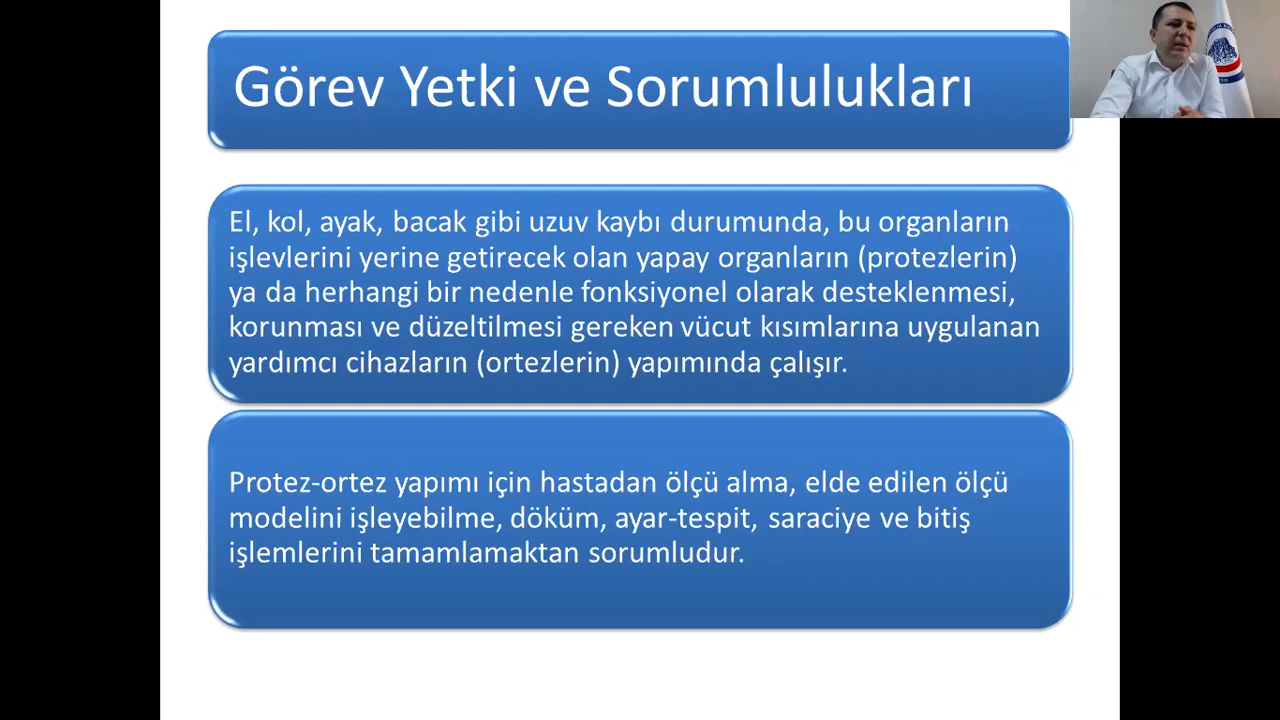 Görev Yetki ve Sorumlulukları
El, kol, ayak, bacak gibi uzuv kaybı durumunda, bu organların
işlevlerini yerine getirecek olan yapay organların (protezlerin)
ya da herhangi bir nedenle fonksiyonel olarak desteklenmesi,
korunması ve düzeltilmesi gereken vücut kısımlarına uygulanan
yardımcı cihazların (ortezlerin) yapımında çalışır.
Protez-ortez yapımı için hastadan ölçü alma, elde edilen ölçü
modelini işleyebilme, döküm, ayar-tespit, saraciye ve bitiş
işlemlerini tamamlamaktan sorumludur.